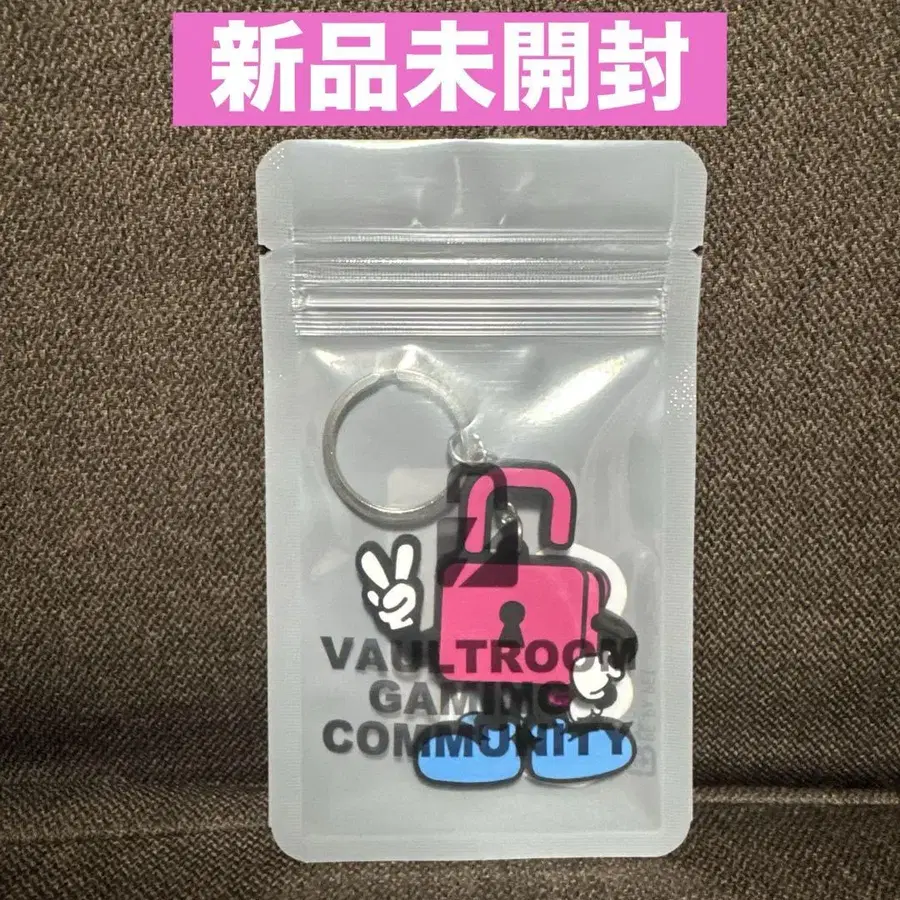 新品未開封
VAULTROOM
GAMING
COMMUNITY